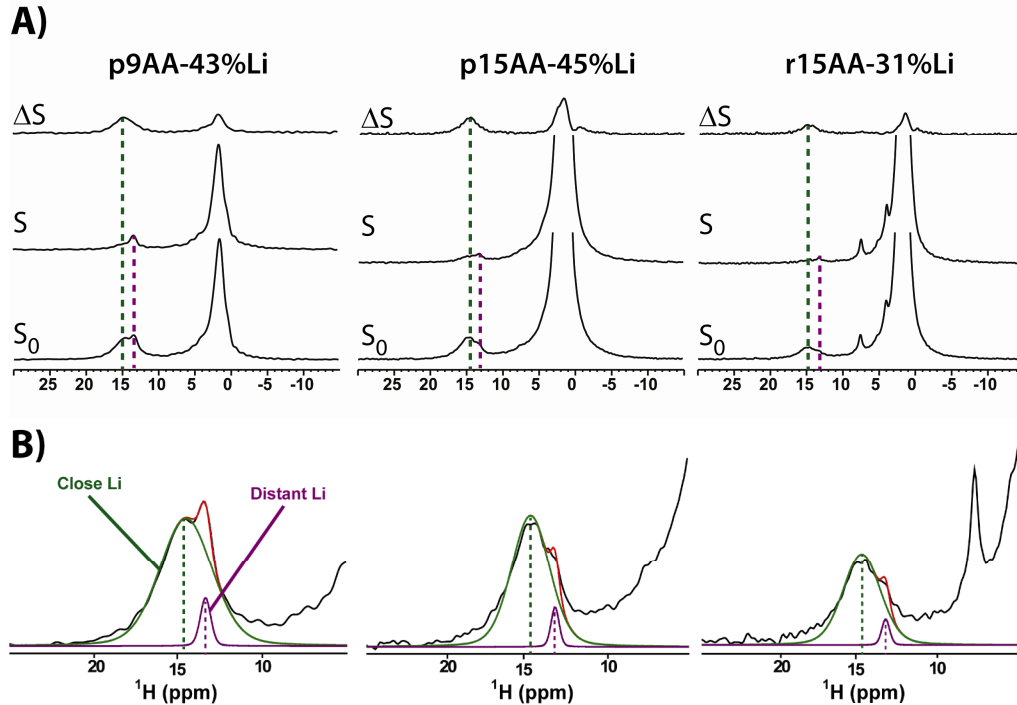 A)
p9AA-43%Li p15AA-45%Li r15AA-31%Li
ΔS ΔS ΔS
S S S
S0 S0 S0
25 20 15 10 5 0 -5 -10 25 20 15 10 5 0 -5 -10 25 20 15 10 5 0 -5 -10
B)
Close Li
Distant Li
20 15 10 20 15 10 20 15 10
¹H (ppm) ¹H (ppm) ¹H (ppm)